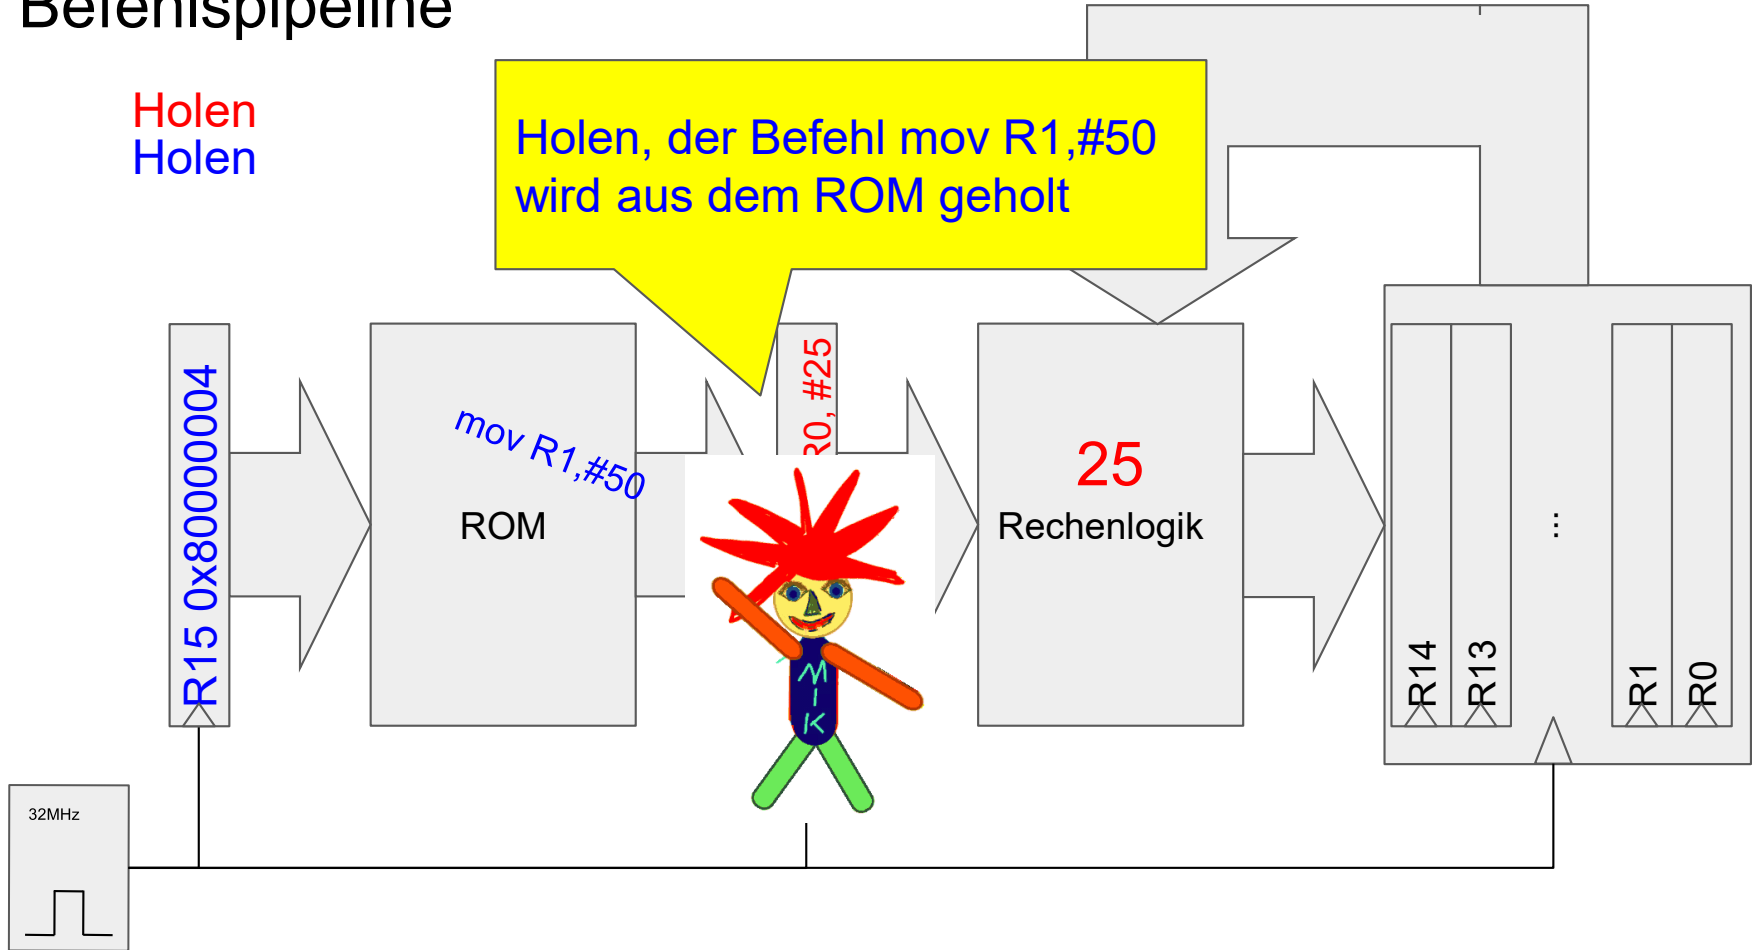 Befehlspipeline
Holen
Holen
Holen, der Befehl mov R1,#50
wird aus dem ROM geholt
R15 0x80000004
mov R1,#50
ROM
R0, #25
25
Rechenlogik
R14
R13
...
R1
R0
MIK
32MHz